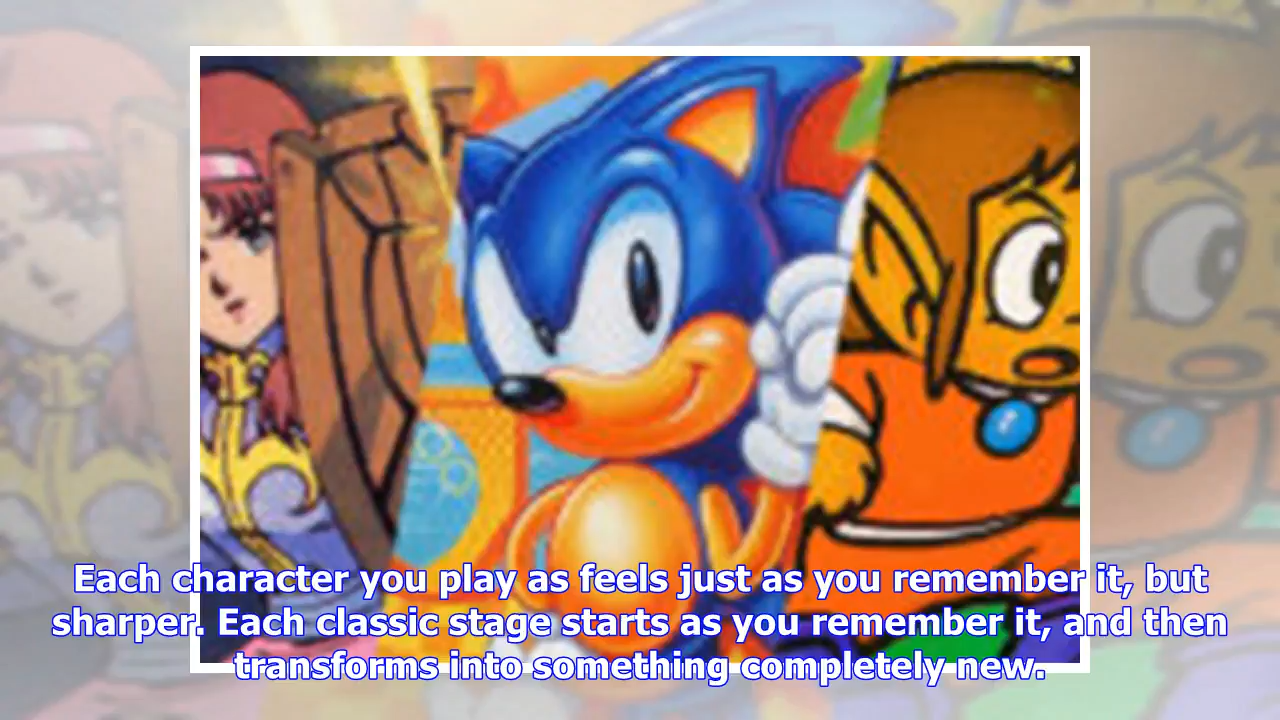 Each character you play as feels just as you remember it, but
sharper. Each classic stage starts as you remember it, and then
transforms into something completely new.